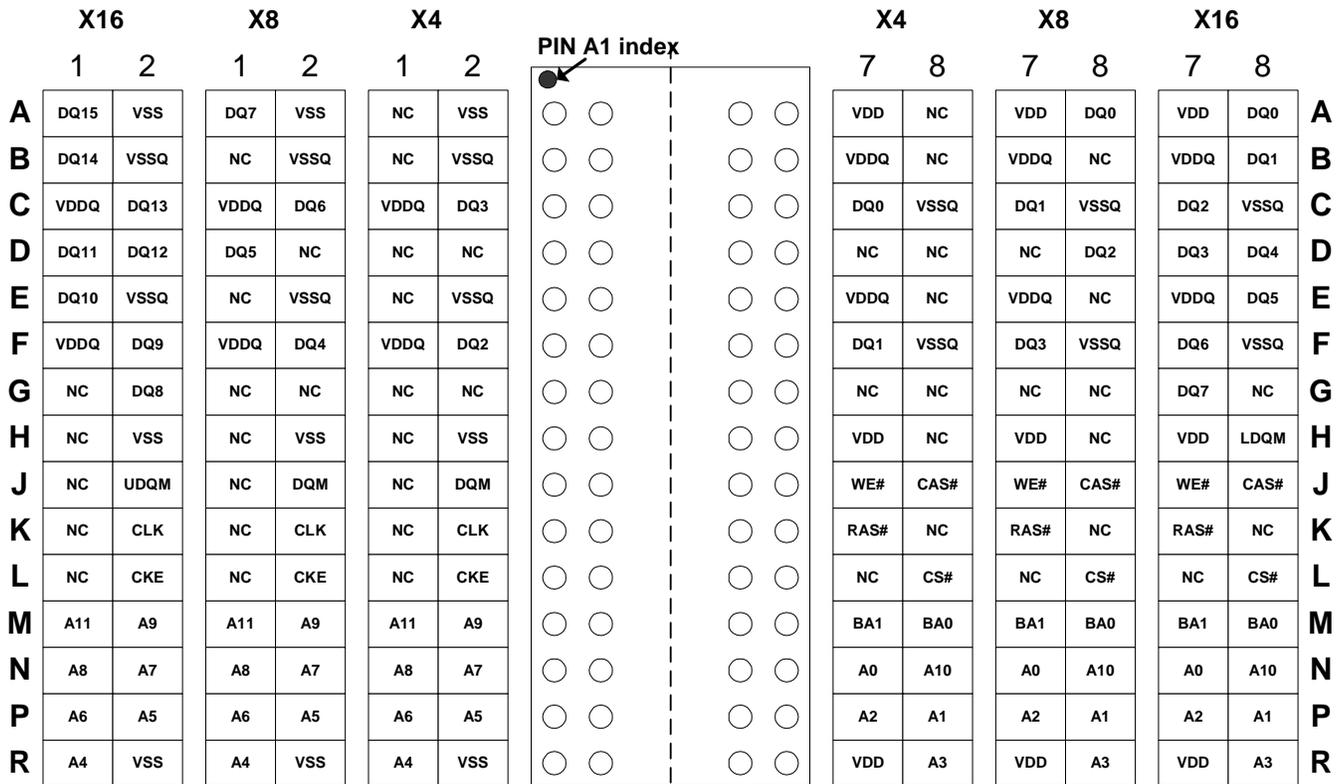 X16 X8 X4 X4 X8 X16
PIN A1 index
1 2 1 2 1 2 7 8 7 8 7 8
A DQ15 VSS DQ7 VSS NC VSS VDD NC VDD DQ0 VDD DQ0 A
B DQ14 VSSQ NC VSSQ NC VSSQ VDDQ NC VDDQ NC VDDQ DQ1 B
C VDDQ DQ13 VDDQ DQ6 VDDQ DQ3 DQ0 VSSQ DQ1 VSSQ DQ2 VSSQ C
D DQ11 DQ12 DQ5 NC NC NC NC NC NC DQ2 DQ3 DQ4 D
E DQ10 VSSQ NC VSSQ NC VSSQ VDDQ NC VDDQ NC VDDQ DQ5 E
F VDDQ DQ9 VDDQ DQ4 VDDQ DQ2 DQ1 VSSQ DQ3 VSSQ DQ6 VSSQ F
G NC DQ8 NC NC NC NC NC NC NC NC DQ7 NC G
H NC VSS NC VSS NC VSS VDD NC VDD NC VDD LDQM H
J NC UDQM NC DQM NC DQM WE# CAS# WE# CAS# WE# CAS# J
K NC CLK NC CLK NC CLK RAS# NC RAS# NC RAS# NC K
L NC CKE NC CKE NC CKE NC CS# NC CS# NC CS# L
M A11 A9 A11 A9 A11 A9 BA1 BA0 BA1 BA0 BA1 BA0 M
N A8 A7 A8 A7 A8 A7 A0 A10 A0 A10 A0 A10 N
P A6 A5 A6 A5 A6 A5 A2 A1 A2 A1 A2 A1 P
R A4 VSS A4 VSS A4 VSS VDD A3 VDD A3 VDD A3 R